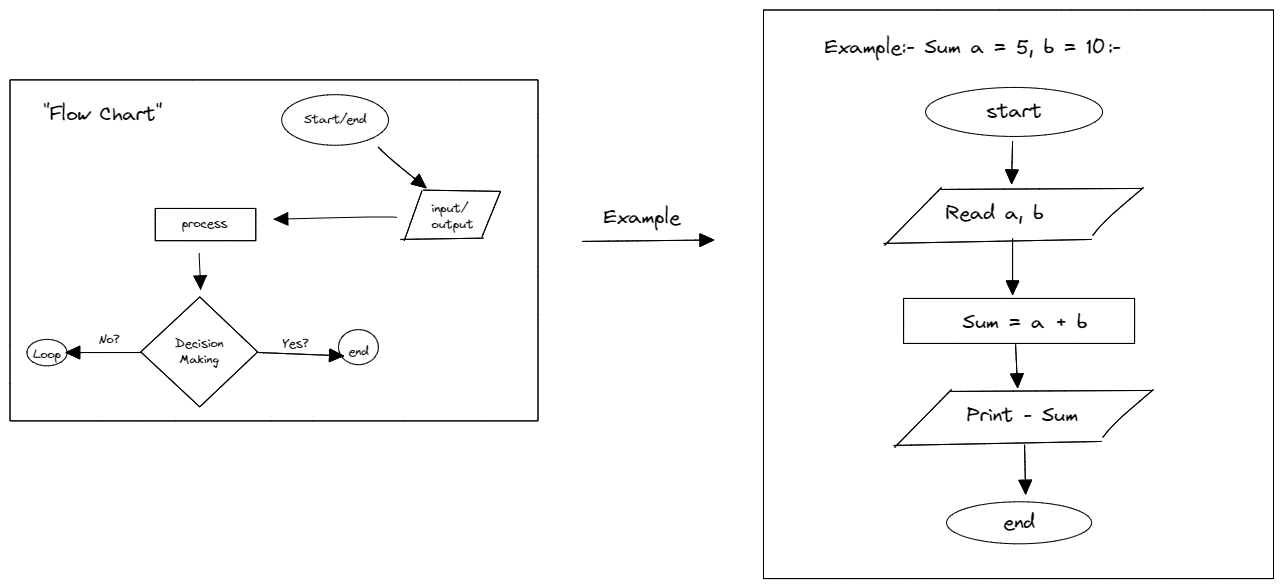 "Flow Chart"
Start/end
input/
output
process
Decision
Making
No?
Loop
Yes?
end
Example
Example:- Sum a = 5, b = 10:-
start
Read a, b
Sum = a + b
Print - Sum
end